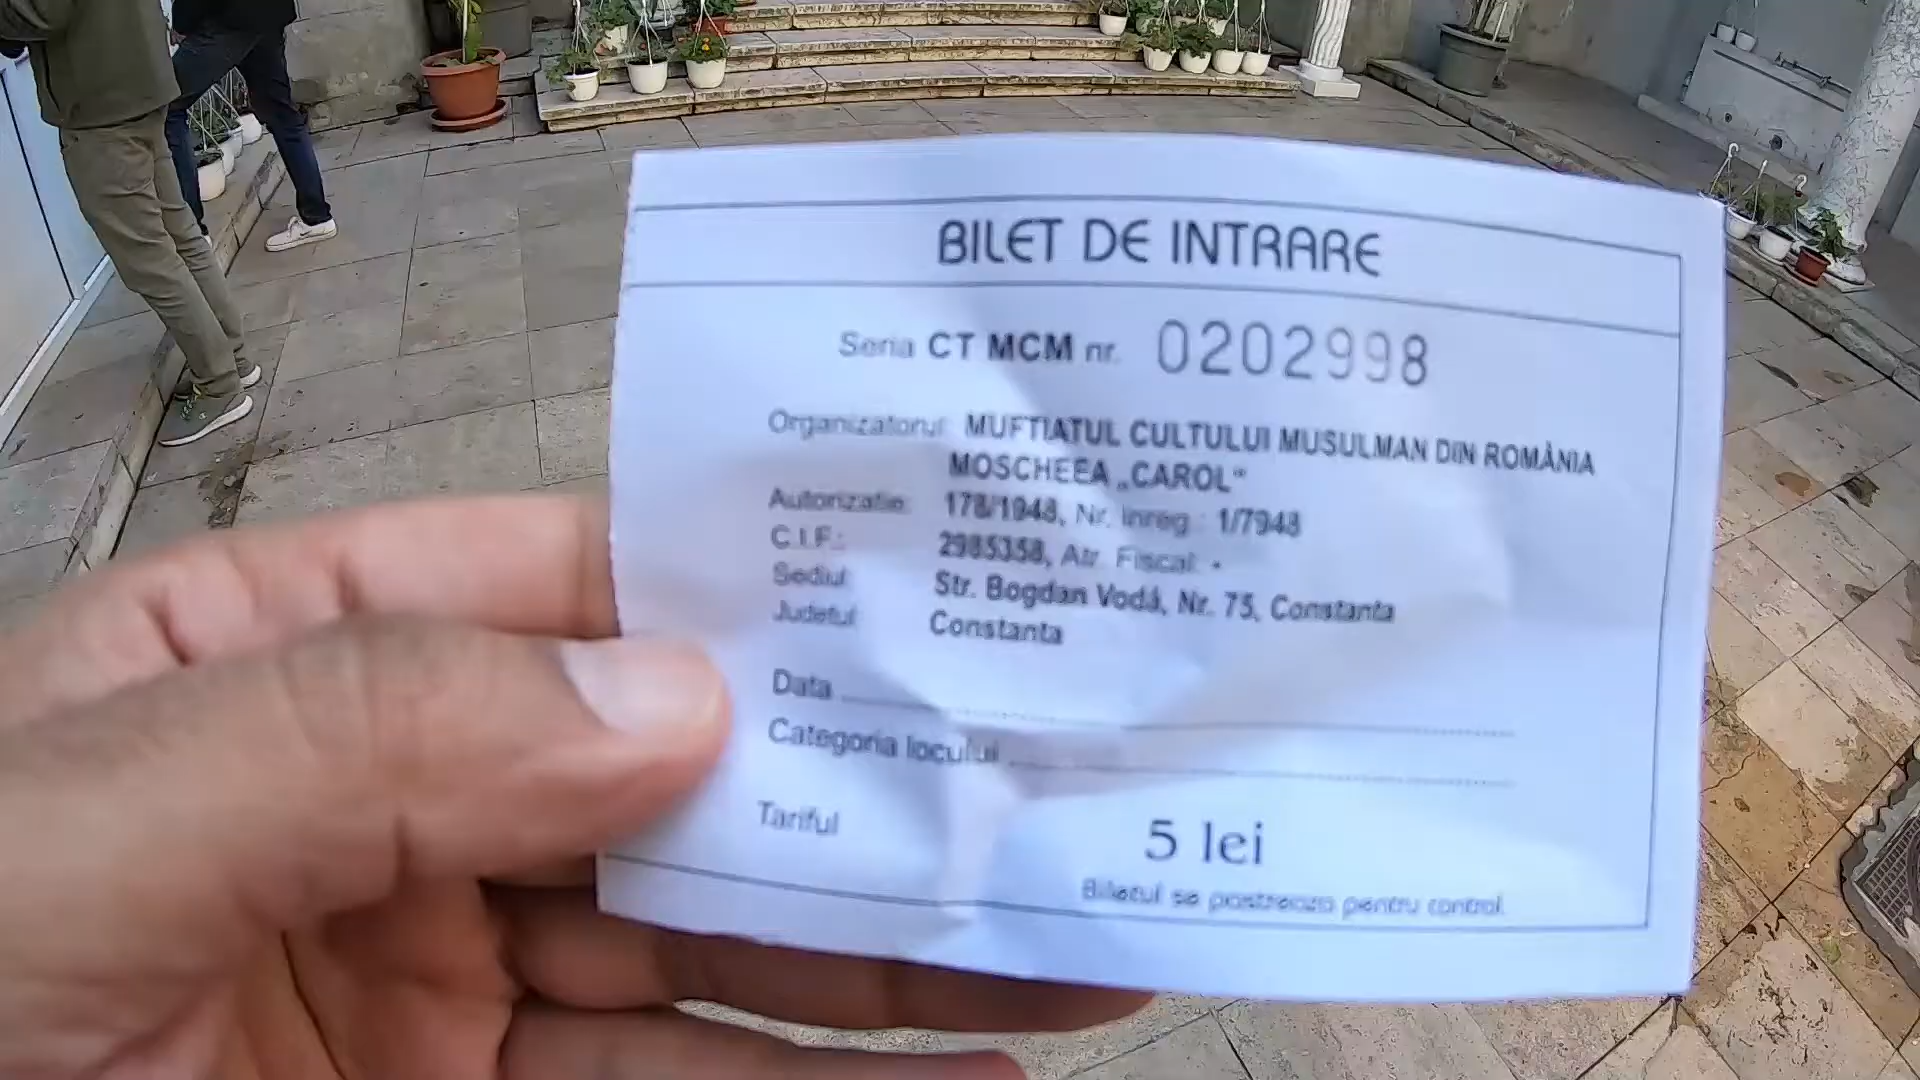 BILET DE INTRARE
Seria CT MCM nr. 0202998
Organizatorul: MUFTIATUL CULTULUI MUSULMAN DIN ROMÂNIA
MOSCHEEA „CAROL“
Autorizatie: 178/1948, Nr. inreg.: 1/7948
C.I.F.: 2985358, Atr. Fiscal: -
Sediul: Str. Bogdan Vodă, Nr. 75, Constanta
Judetul: Constanta
Data
Categoria locului
Tariful 5 lei
Biletul se pastreaza pentru control.